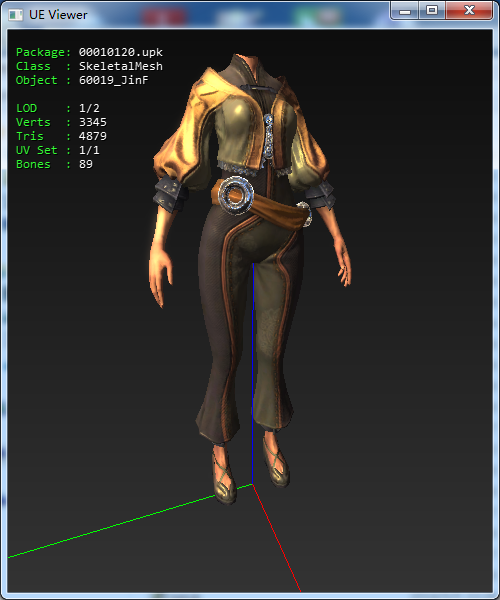 UE Viewer
Package: 00010120.upk
Class  : SkeletalMesh
Object : 60019_JinF
LOD    : 1/2
Verts  : 3345
Tris   : 4879
UV Set : 1/1
Bones  : 89